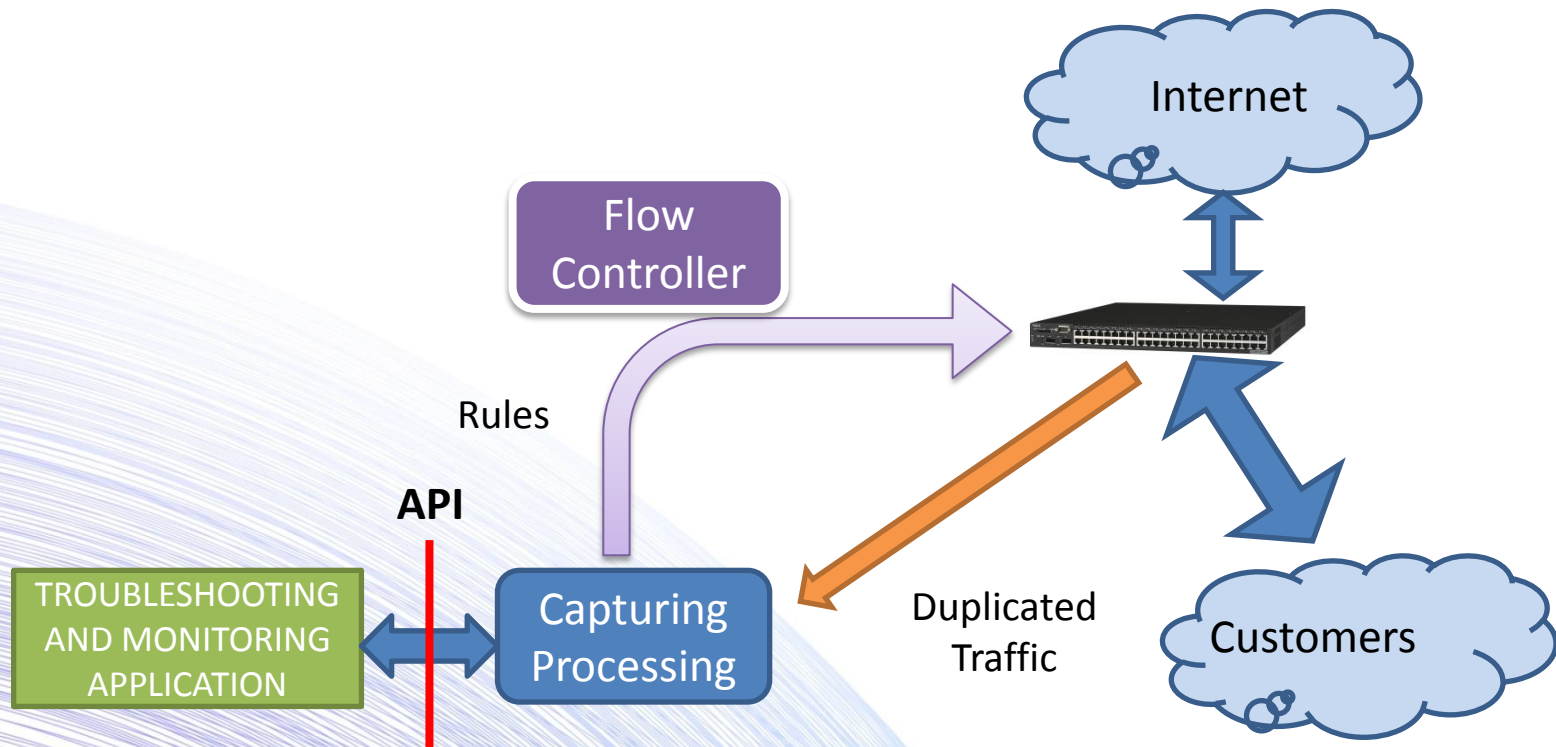 Internet
Flow
Controller
Rules
API
TROUBLESHOOTING
AND MONITORING
APPLICATION
Capturing
Processing
Duplicated
Traffic
Customers